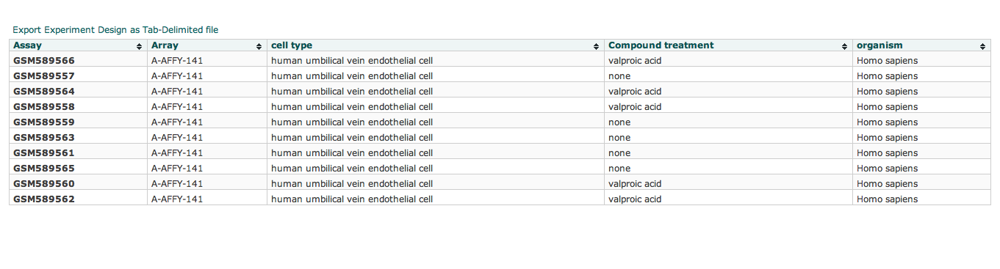 Export Experiment Design as Tab-Delimited file
Assay Array cell type Compound treatment organism
GSM589566 A-AFFY-141 human umbilical vein endothelial cell valproic acid Homo sapiens
GSM589557 A-AFFY-141 human umbilical vein endothelial cell none Homo sapiens
GSM589564 A-AFFY-141 human umbilical vein endothelial cell valproic acid Homo sapiens
GSM589558 A-AFFY-141 human umbilical vein endothelial cell valproic acid Homo sapiens
GSM589559 A-AFFY-141 human umbilical vein endothelial cell none Homo sapiens
GSM589563 A-AFFY-141 human umbilical vein endothelial cell none Homo sapiens
GSM589561 A-AFFY-141 human umbilical vein endothelial cell none Homo sapiens
GSM589565 A-AFFY-141 human umbilical vein endothelial cell none Homo sapiens
GSM589560 A-AFFY-141 human umbilical vein endothelial cell valproic acid Homo sapiens
GSM589562 A-AFFY-141 human umbilical vein endothelial cell valproic acid Homo sapiens